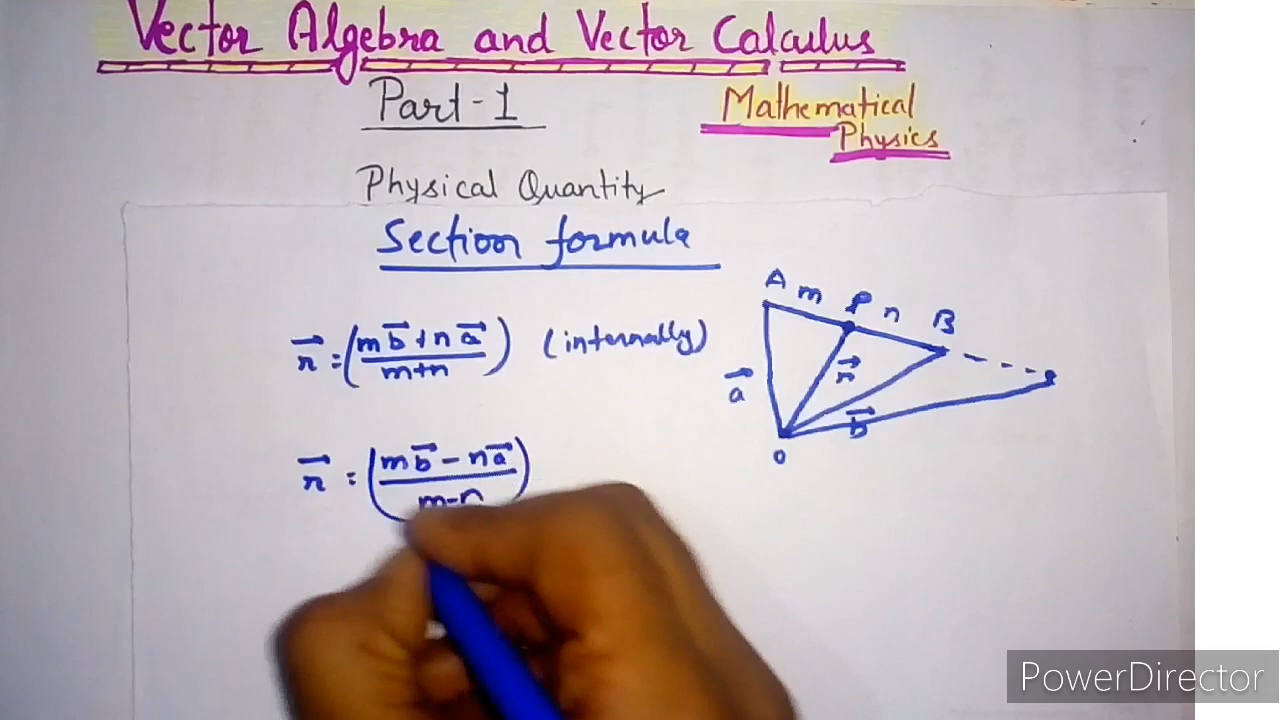 Vector Algebra and Vector Calculus
Part-1
Mathematical
Physics
Physical Quantity
Section formula
A m P n B
r⃗ = (m b⃗ + n a⃗ / m+n) (internally)
a⃗ r⃗
b⃗
O
r⃗ = (m b⃗ - n a⃗ / m-n)
PowerDirector